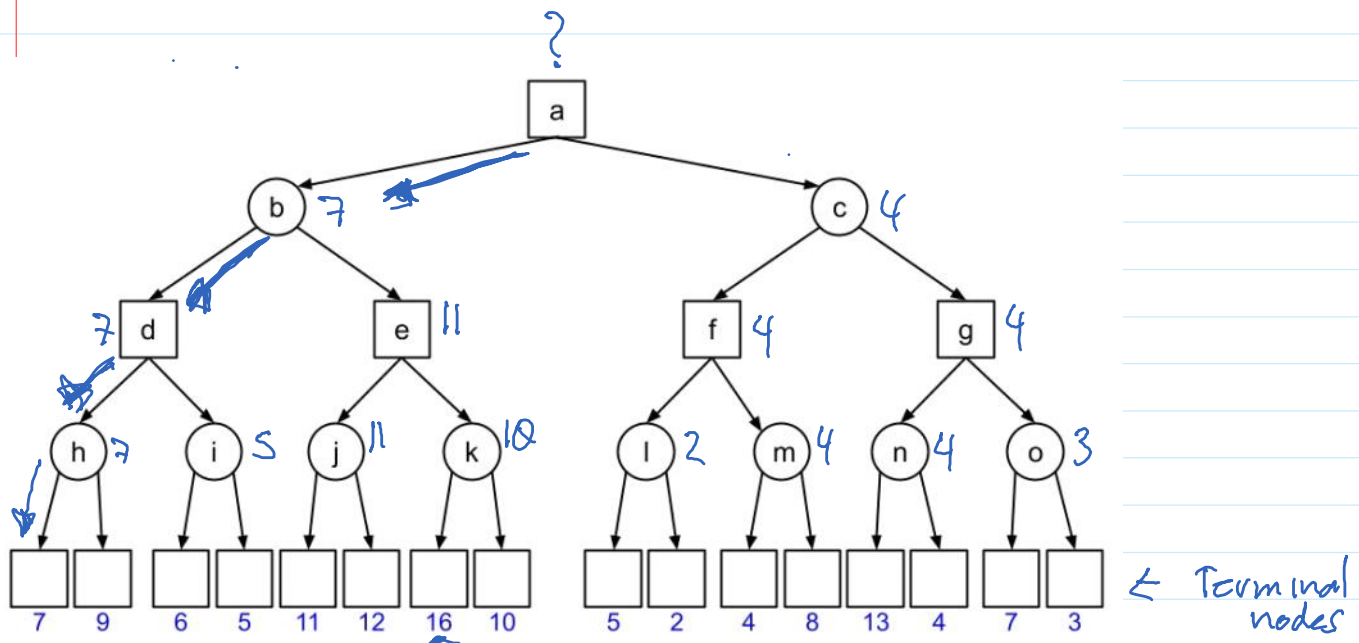 ?
a
b 7 c 4
7 d e 11 f 4 g 4
h 7 i 5 j 11 k 10 l 2 m 4 n 4 o 3
← Terminal
nodes
7 9 6 5 11 12 16 10 5 2 4 8 13 4 7 3